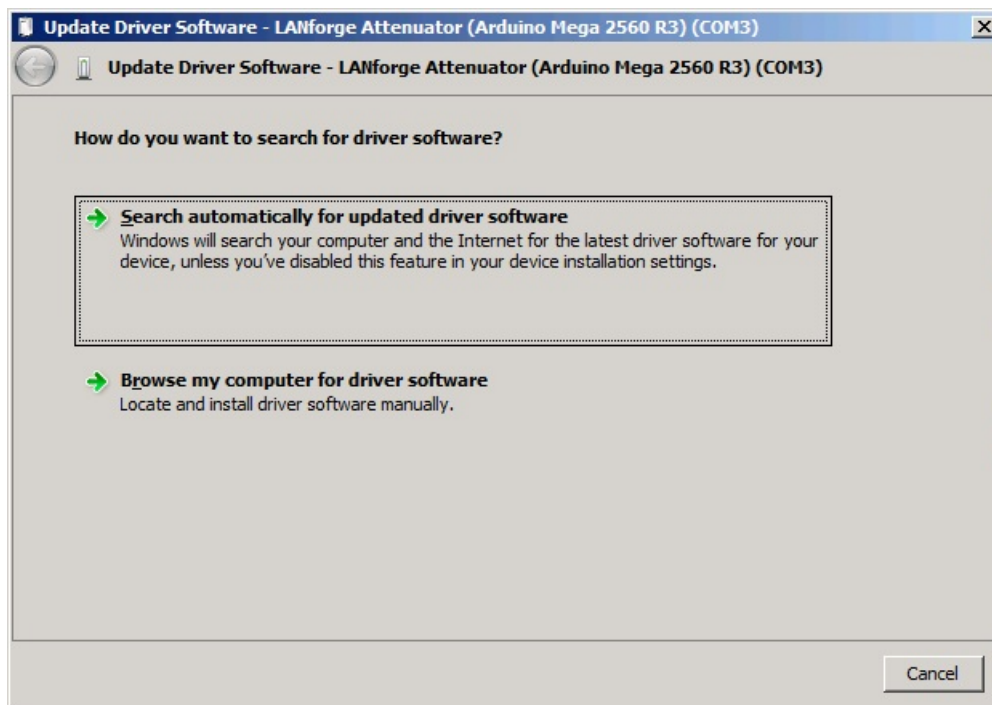 Update Driver Software - LANforge Attenuator (Arduino Mega 2560 R3) (COM3)
Update Driver Software - LANforge Attenuator (Arduino Mega 2560 R3) (COM3)
How do you want to search for driver software?
Search automatically for updated driver software
Windows will search your computer and the Internet for the latest driver software for your
device, unless you've disabled this feature in your device installation settings.
Browse my computer for driver software
Locate and install driver software manually.
Cancel